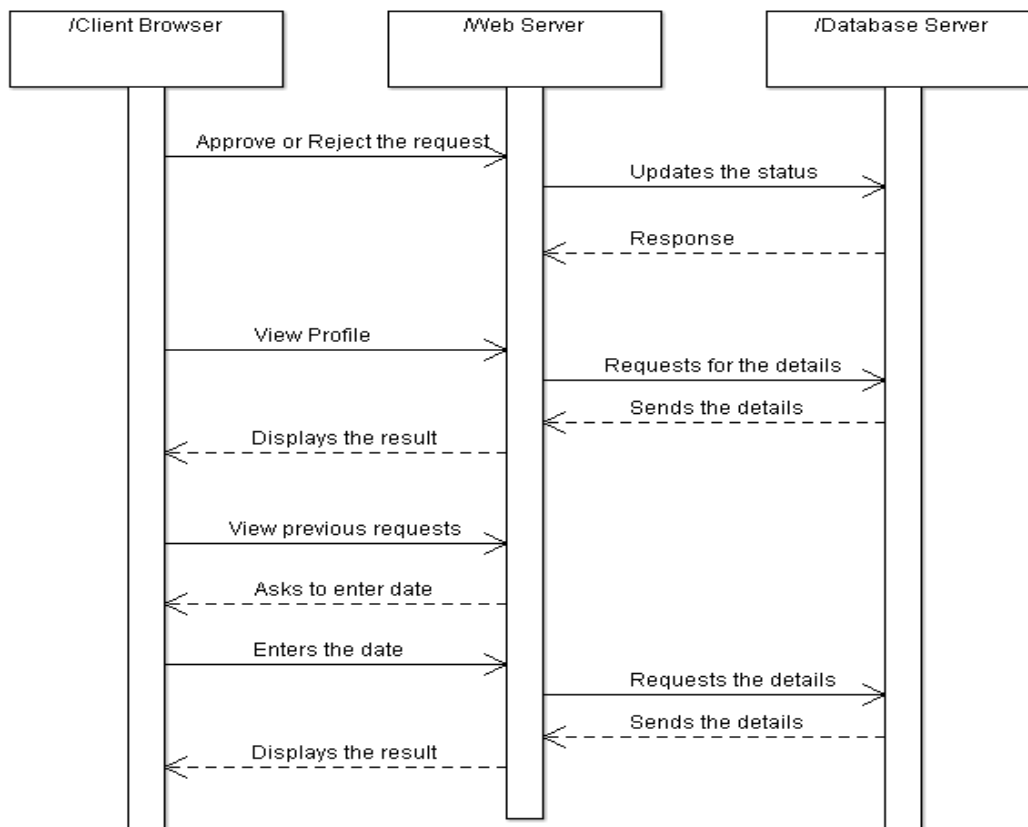 /Client Browser
/Web Server
/Database Server
Approve or Reject the request
Updates the status
Response
View Profile
Requests for the details
Sends the details
Displays the result
View previous requests
Asks to enter date
Enters the date
Requests the details
Sends the details
Displays the result